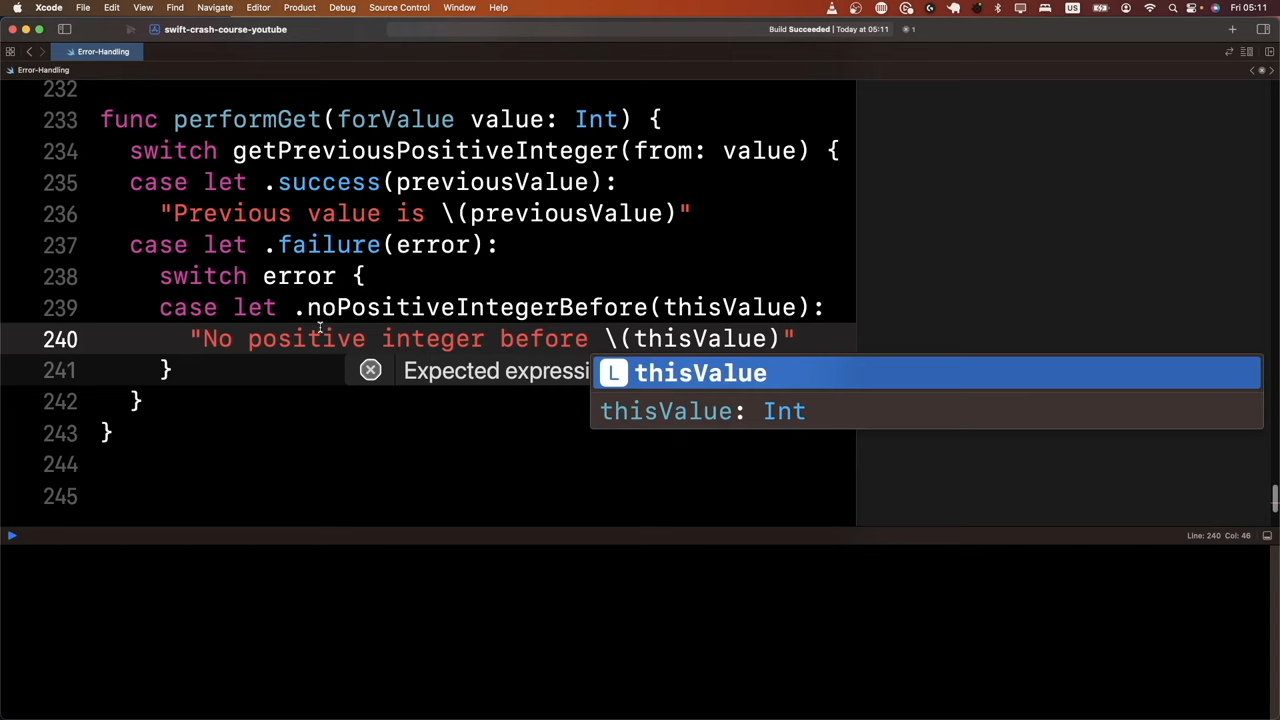 Xcode File Edit View Find Navigate Editor Product Debug Source Control Window Help US Fri 05:11
swift-crash-course-youtube Build Succeeded | Today at 05:11 1
Error-Handling
Error-Handling
232
233 func performGet(forValue value: Int) {
234 switch getPreviousPositiveInteger(from: value) {
235 case let .success(previousValue):
236 "Previous value is \(previousValue)"
237 case let .failure(error):
238 switch error {
239 case let .noPositiveIntegerBefore(thisValue):
240 "No positive integer before \(thisValue)"
241 } Expected expressi L thisValue
thisValue: Int
242 }
243 }
244
245
Line: 240 Col: 46